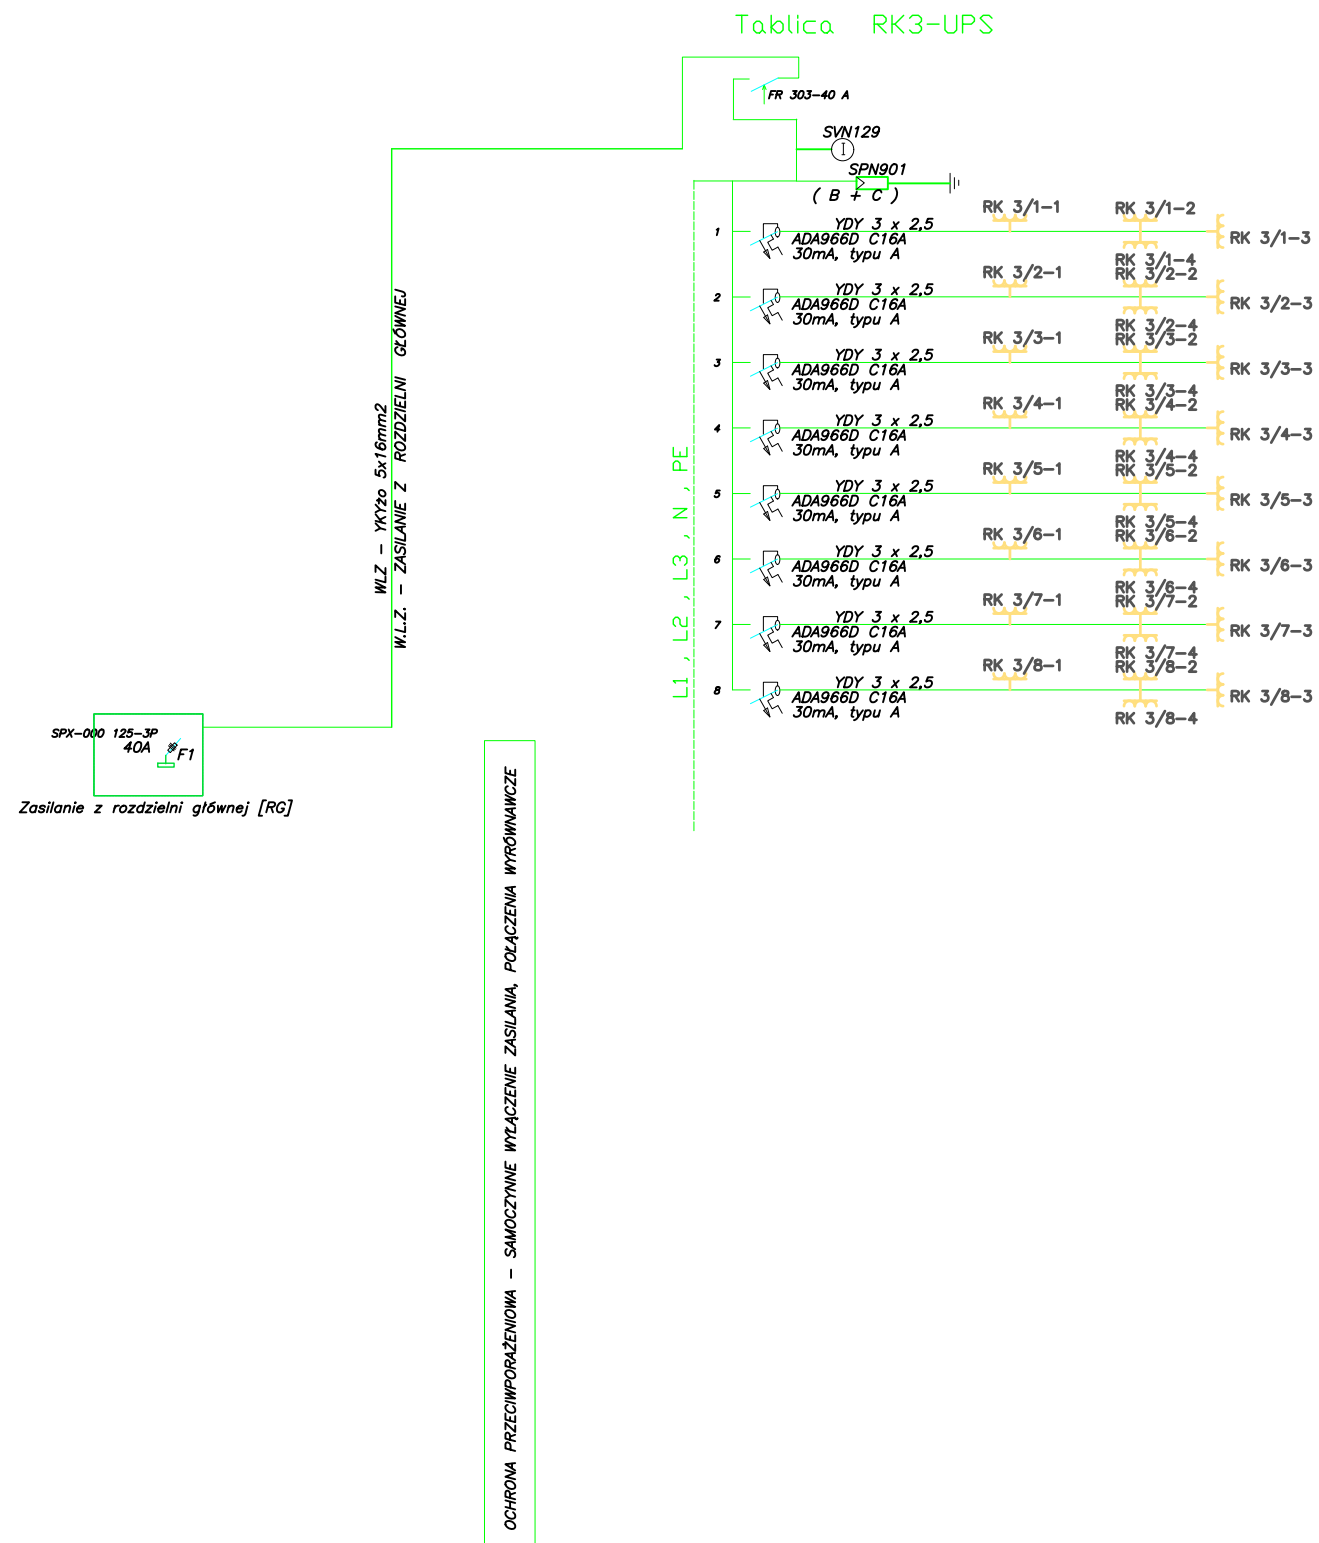 Tablica RK3-UPS
FR 303-40 A
SVN129
SPN901
( B + C )
1
YDY 3 x 2,5
ADA966D C16A
30mA, typu A
RK 3/1-1
RK 3/1-2
RK 3/1-3
RK 3/1-4
2
YDY 3 x 2,5
ADA966D C16A
30mA, typu A
RK 3/2-1
RK 3/2-2
RK 3/2-3
RK 3/2-4
3
YDY 3 x 2,5
ADA966D C16A
30mA, typu A
RK 3/3-1
RK 3/3-2
RK 3/3-3
RK 3/3-4
4
YDY 3 x 2,5
ADA966D C16A
30mA, typu A
RK 3/4-1
RK 3/4-2
RK 3/4-3
RK 3/4-4
5
YDY 3 x 2,5
ADA966D C16A
30mA, typu A
RK 3/5-1
RK 3/5-2
RK 3/5-3
RK 3/5-4
6
YDY 3 x 2,5
ADA966D C16A
30mA, typu A
RK 3/6-1
RK 3/6-2
RK 3/6-3
RK 3/6-4
7
YDY 3 x 2,5
ADA966D C16A
30mA, typu A
RK 3/7-1
RK 3/7-2
RK 3/7-3
RK 3/7-4
8
YDY 3 x 2,5
ADA966D C16A
30mA, typu A
RK 3/8-1
RK 3/8-2
RK 3/8-3
RK 3/8-4
L1 , L2 , L3 , N , PE
WLZ - YKYżo 5x16mm2
W.L.Z. - ZASILANIE Z ROZDZIELNI GŁÓWNEJ
SPX-000 125-3P
40A
F1
Zasilanie z rozdzielni głównej [RG]
OCHRONA PRZECIWPORAŻENIOWA - SAMOCZYNNE WYŁĄCZENIE ZASILANIA, POŁĄCZENIA WYRÓWNAWCZE